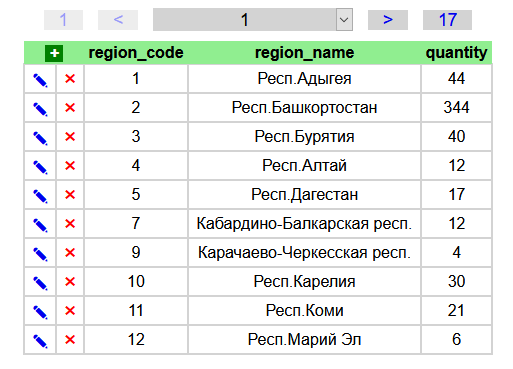 1 < 1 > 17
+ region_code region_name quantity
1 Респ.Адыгея 44
2 Респ.Башкортостан 344
3 Респ.Бурятия 40
4 Респ.Алтай 12
5 Респ.Дагестан 17
7 Кабардино-Балкарская респ. 12
9 Карачаево-Черкесская респ. 4
10 Респ.Карелия 30
11 Респ.Коми 21
12 Респ.Марий Эл 6